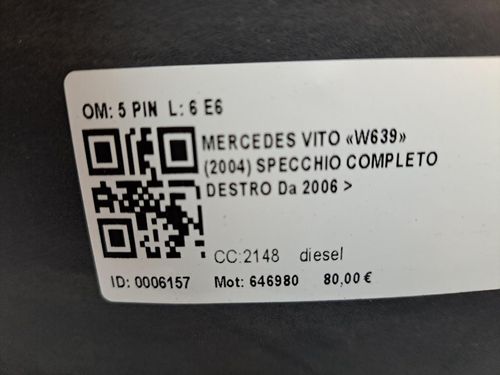 OM: 5 PIN L: 6 E6
MERCEDES VITO «W639»
(2004) SPECCHIO COMPLETO
DESTRO Da 2006 >
CC:2148 diesel
ID: 0006157 Mot: 646980 80,00 €